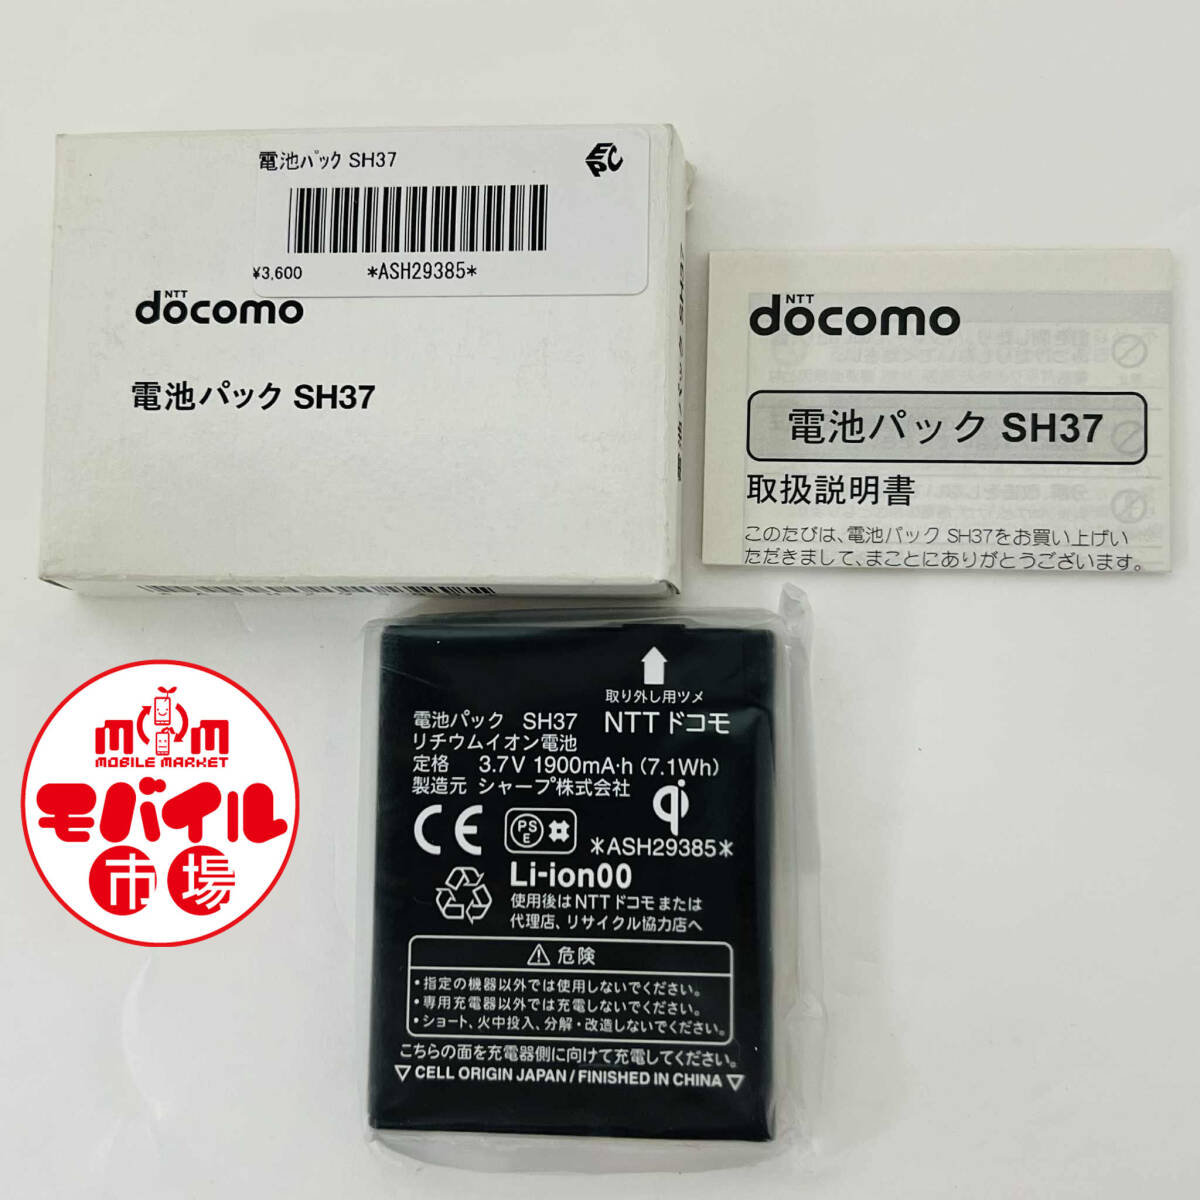 電池パック SH37
EPC
¥3,600
*ASH29385*
NTT
docomo
電池パック SH37
NTT
docomo
電池パック SH37
取扱説明書
このたびは、電池パック SH37をお買い上げい
ただきまして、まことにありがとうございます。
取り外し用ツメ
電池パック SH37 NTTドコモ
リチウムイオン電池
定格 3.7V 1900mA·h (7.1Wh)
製造元 シャープ株式会社
qi
CE
PSE
*ASH29385*
Li-ion00
使用後はNTTドコモまたは
代理店、リサイクル協力店へ
⚠危険
・指定の機器以外では使用しないでください。
・専用充電器以外では充電しないでください。
・ショート、火中投入、分解・改造しないでください。
こちらの面を充電器側に向けて充電してください。
▽ CELL ORIGIN JAPAN / FINISHED IN CHINA ▽
MOM
MOBILE MARKET
モバイル
市場